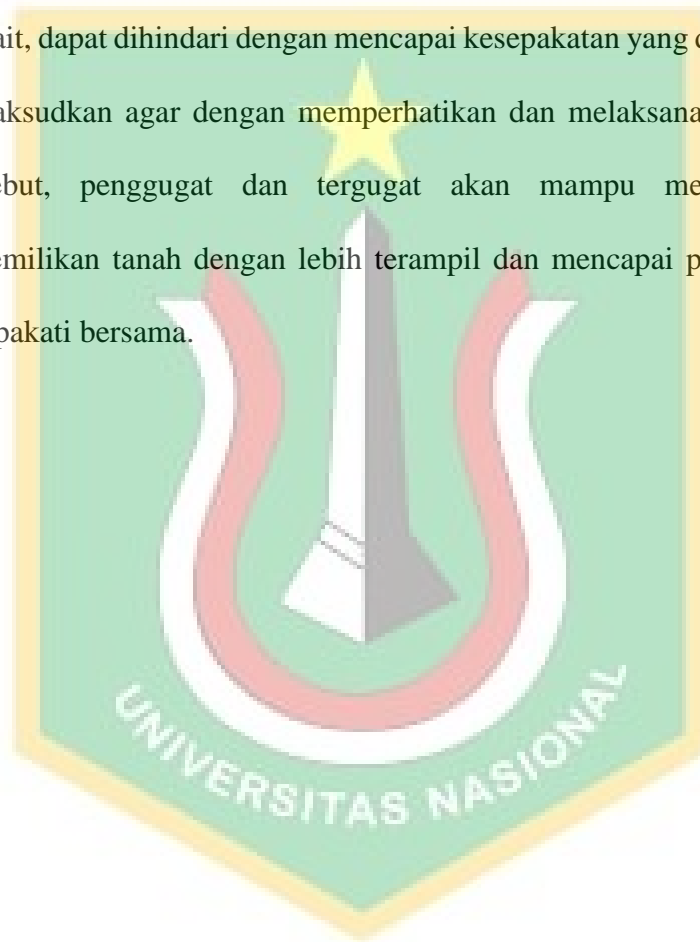 ait, dapat dihindari dengan mencapai kesepakatan yang
aksudkan agar dengan memperhatikan dan melaksana
ebut, penggugat dan tergugat akan mampu me
emilikan tanah dengan lebih terampil dan mencapai p
pakati bersama.
UNIVERSITAS NASIONAL